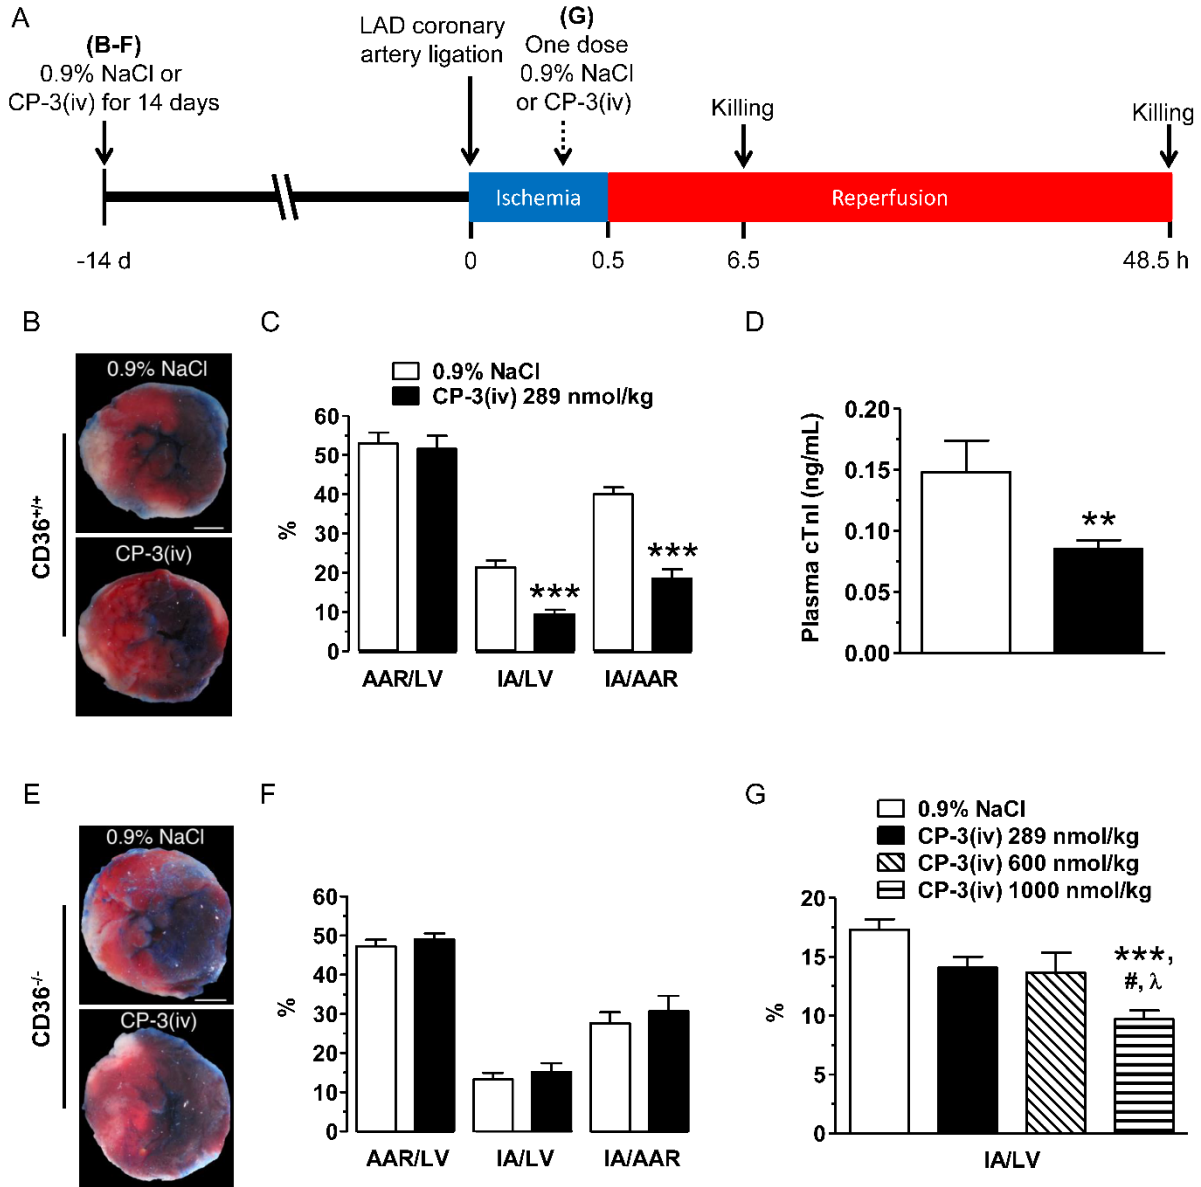 A
(B-F)
0.9% NaCl or
CP-3(iv) for 14 days
LAD coronary
artery ligation
(G)
One dose
0.9% NaCl
or CP-3(iv)
Killing
Killing
Ischemia
Reperfusion
-14 d
0
0.5
6.5
48.5 h
B
0.9% NaCl
CP-3(iv)
CD36+/+
C
0.9% NaCl
CP-3(iv) 289 nmol/kg
60
50
40
30
20
10
0
%
***
***
AAR/LV
IA/LV
IA/AAR
D
Plasma cTnI (ng/mL)
0.20
0.15
0.10
0.05
0.00
**
E
0.9% NaCl
CP-3(iv)
CD36-/-
F
60
50
40
30
20
10
0
%
AAR/LV
IA/LV
IA/AAR
G
0.9% NaCl
CP-3(iv) 289 nmol/kg
CP-3(iv) 600 nmol/kg
CP-3(iv) 1000 nmol/kg
20
15
10
5
0
%
***,
#, λ
IA/LV